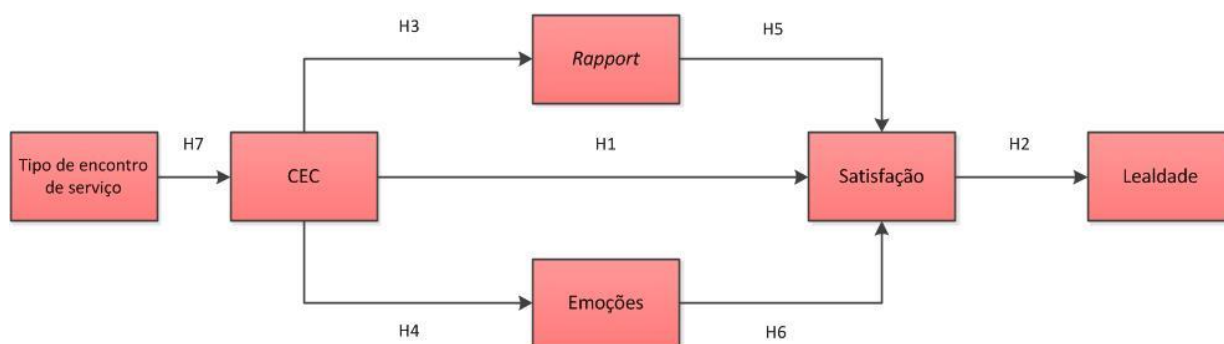 H3
Rapport
H5
Tipo de encontro
de serviço
H7
CEC
H1
Satisfação
H2
Lealdade
H4
Emoções
H6